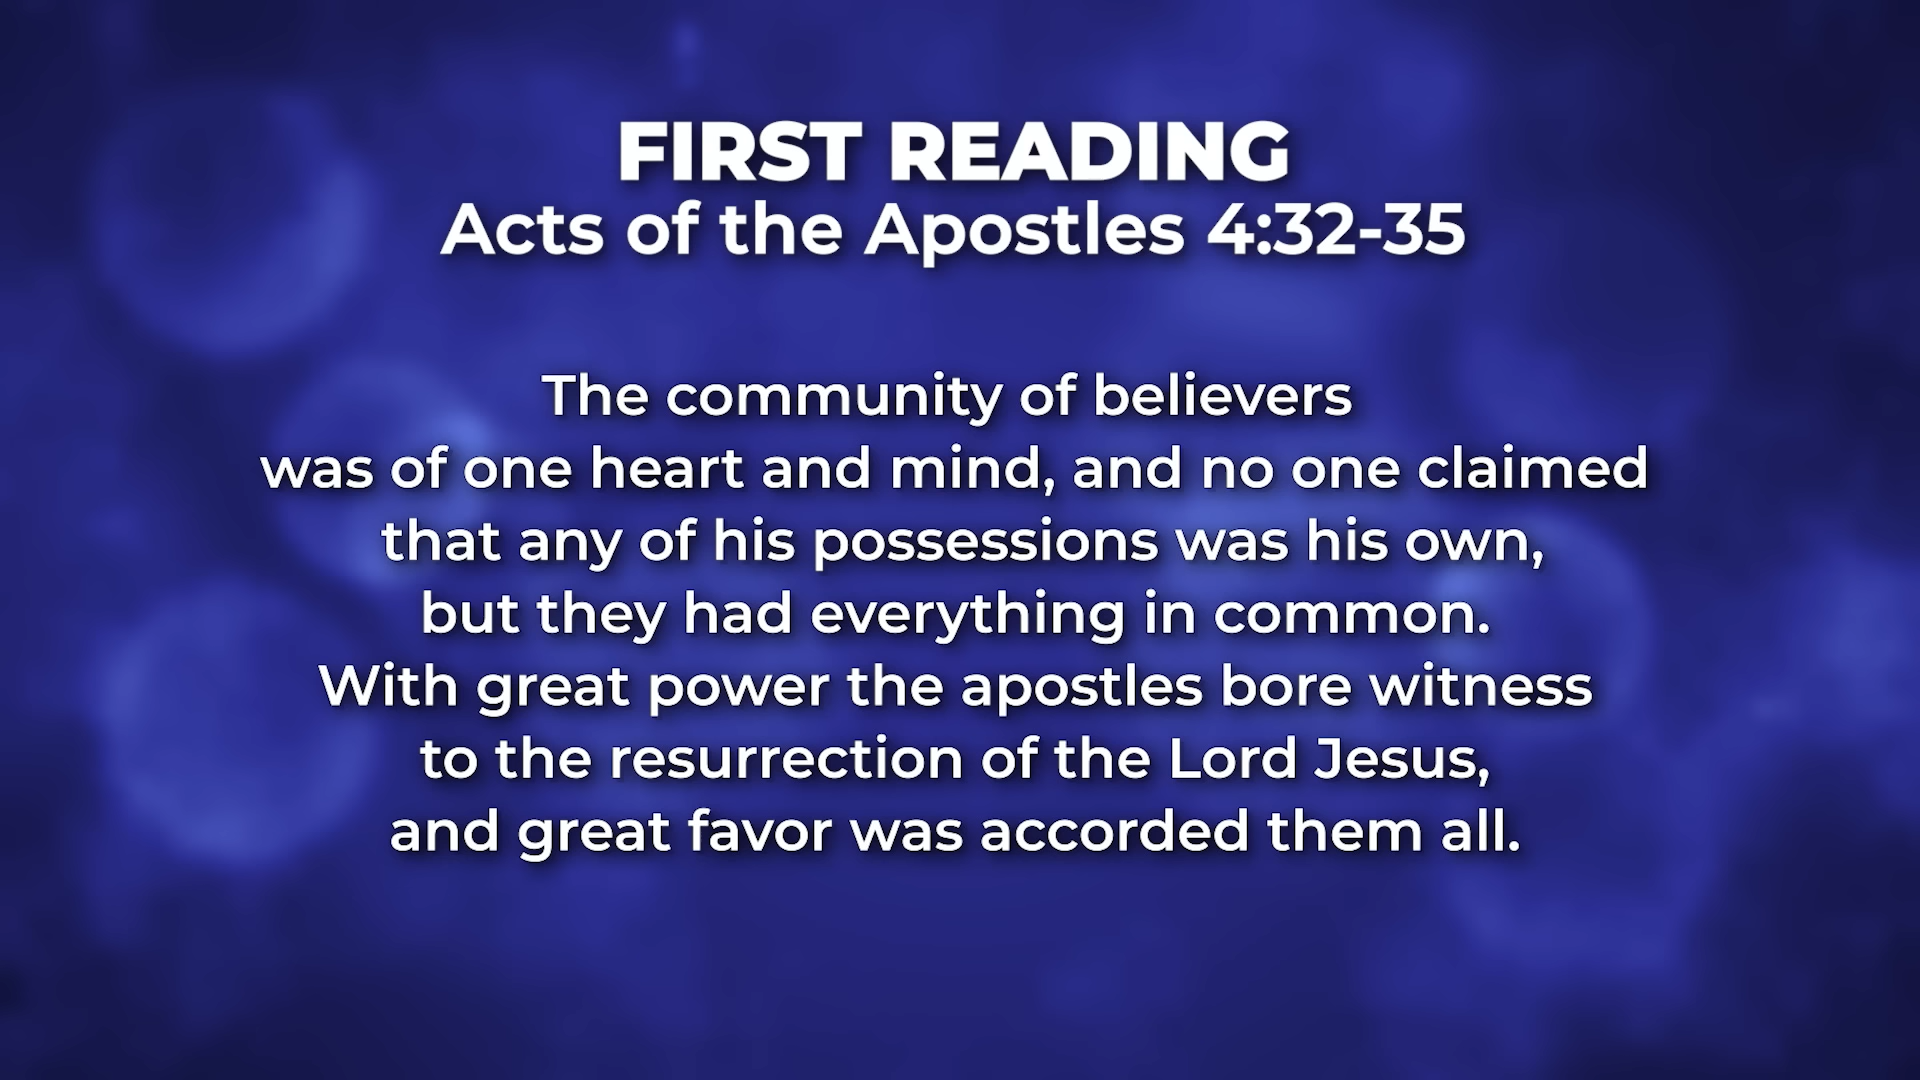 FIRST READING
Acts of the Apostles 4:32-35
The community of believers
was of one heart and mind, and no one claimed
that any of his possessions was his own,
but they had everything in common.
With great power the apostles bore witness
to the resurrection of the Lord Jesus,
and great favor was accorded them all.